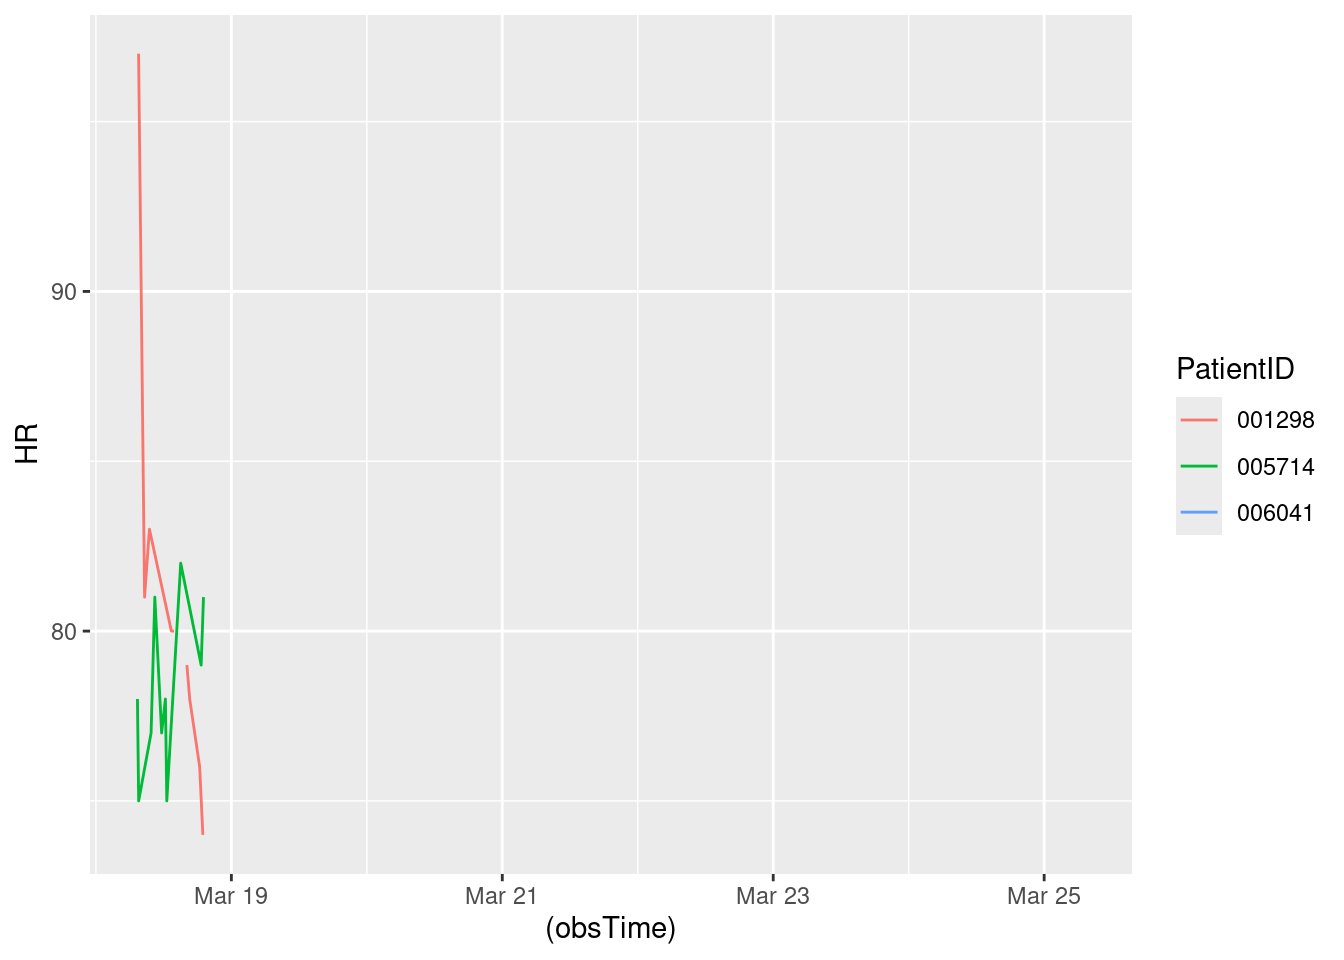 90
80
HR
Mar 19
Mar 21
Mar 23
Mar 25
(obsTime)
PatientID
001298
005714
006041